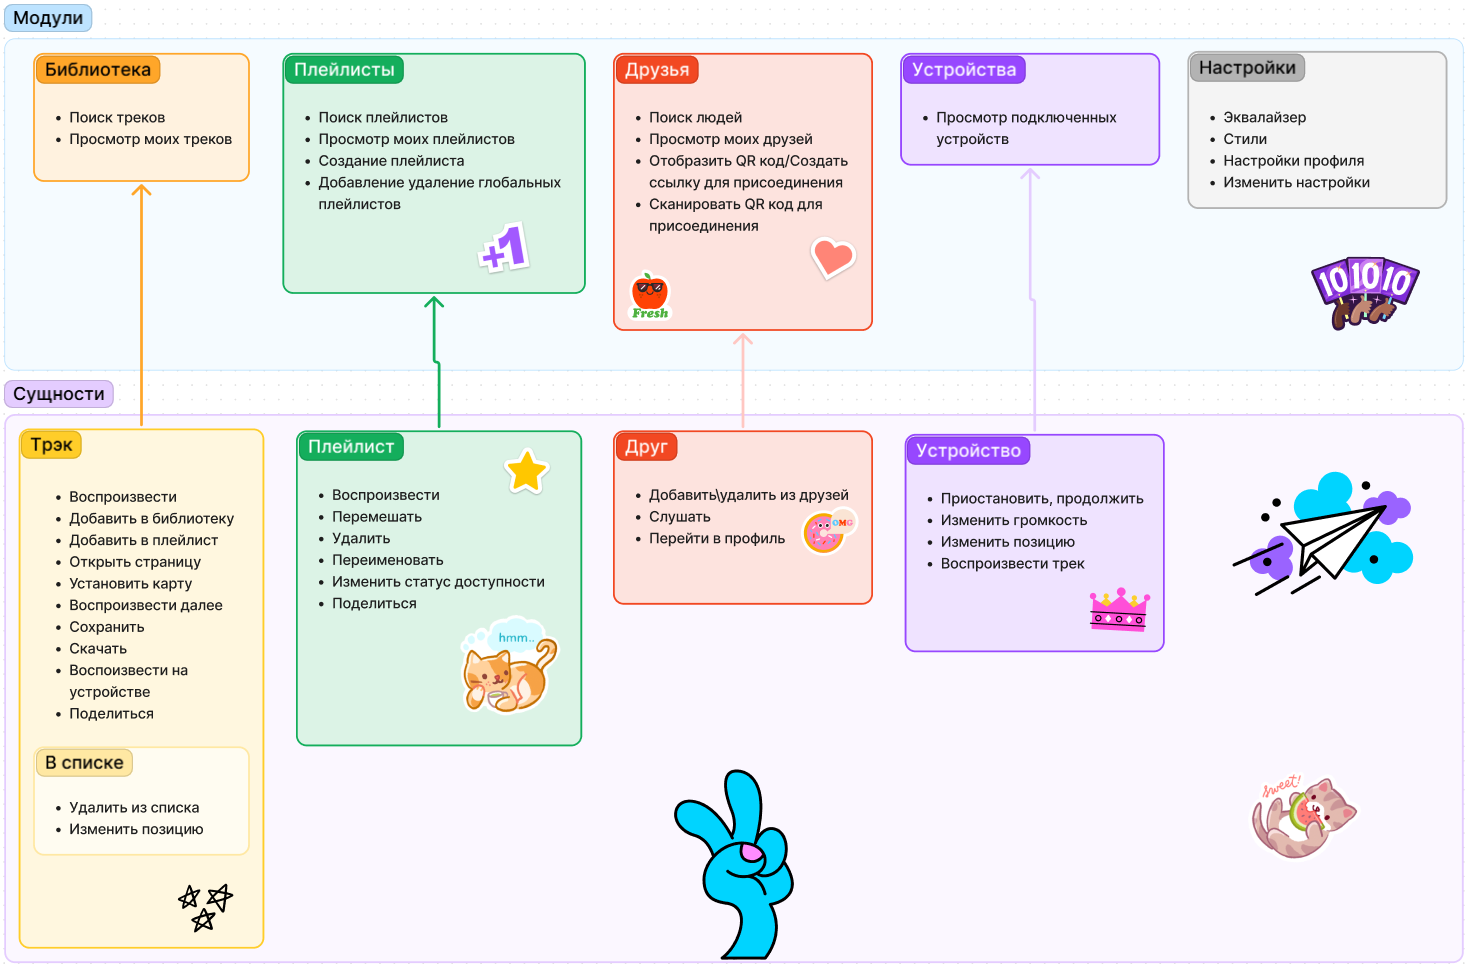 Модули
Библиотека
Поиск треков
Просмотр моих треков
Плейлисты
Поиск плейлистов
Просмотр моих плейлистов
Создание плейлиста
Добавление удаление глобальных
плейлистов
+1
Друзья
Поиск людей
Просмотр моих друзей
Отобразить QR код/Создать
ссылку для присоединения
Сканировать QR код для
присоединения
Fresh
Устройства
Просмотр подключенных
устройств
Настройки
Эквалайзер
Стили
Настройки профиля
Изменить настройки
10 10 10
Сущности
Трэк
Воспроизвести
Добавить в библиотеку
Добавить в плейлист
Открыть страницу
Установить карту
Воспроизвести далее
Сохранить
Скачать
Воспоизвести на
устройстве
Поделиться
В списке
Удалить из списка
Изменить позицию
Плейлист
Воспроизвести
Перемешать
Удалить
Переименовать
Изменить статус доступности
Поделиться
hmm..
Друг
Добавить\удалить из друзей
Слушать
Перейти в профиль
OMG
Устройство
Приостановить, продолжить
Изменить громкость
Изменить позицию
Воспроизвести трек
sweet!